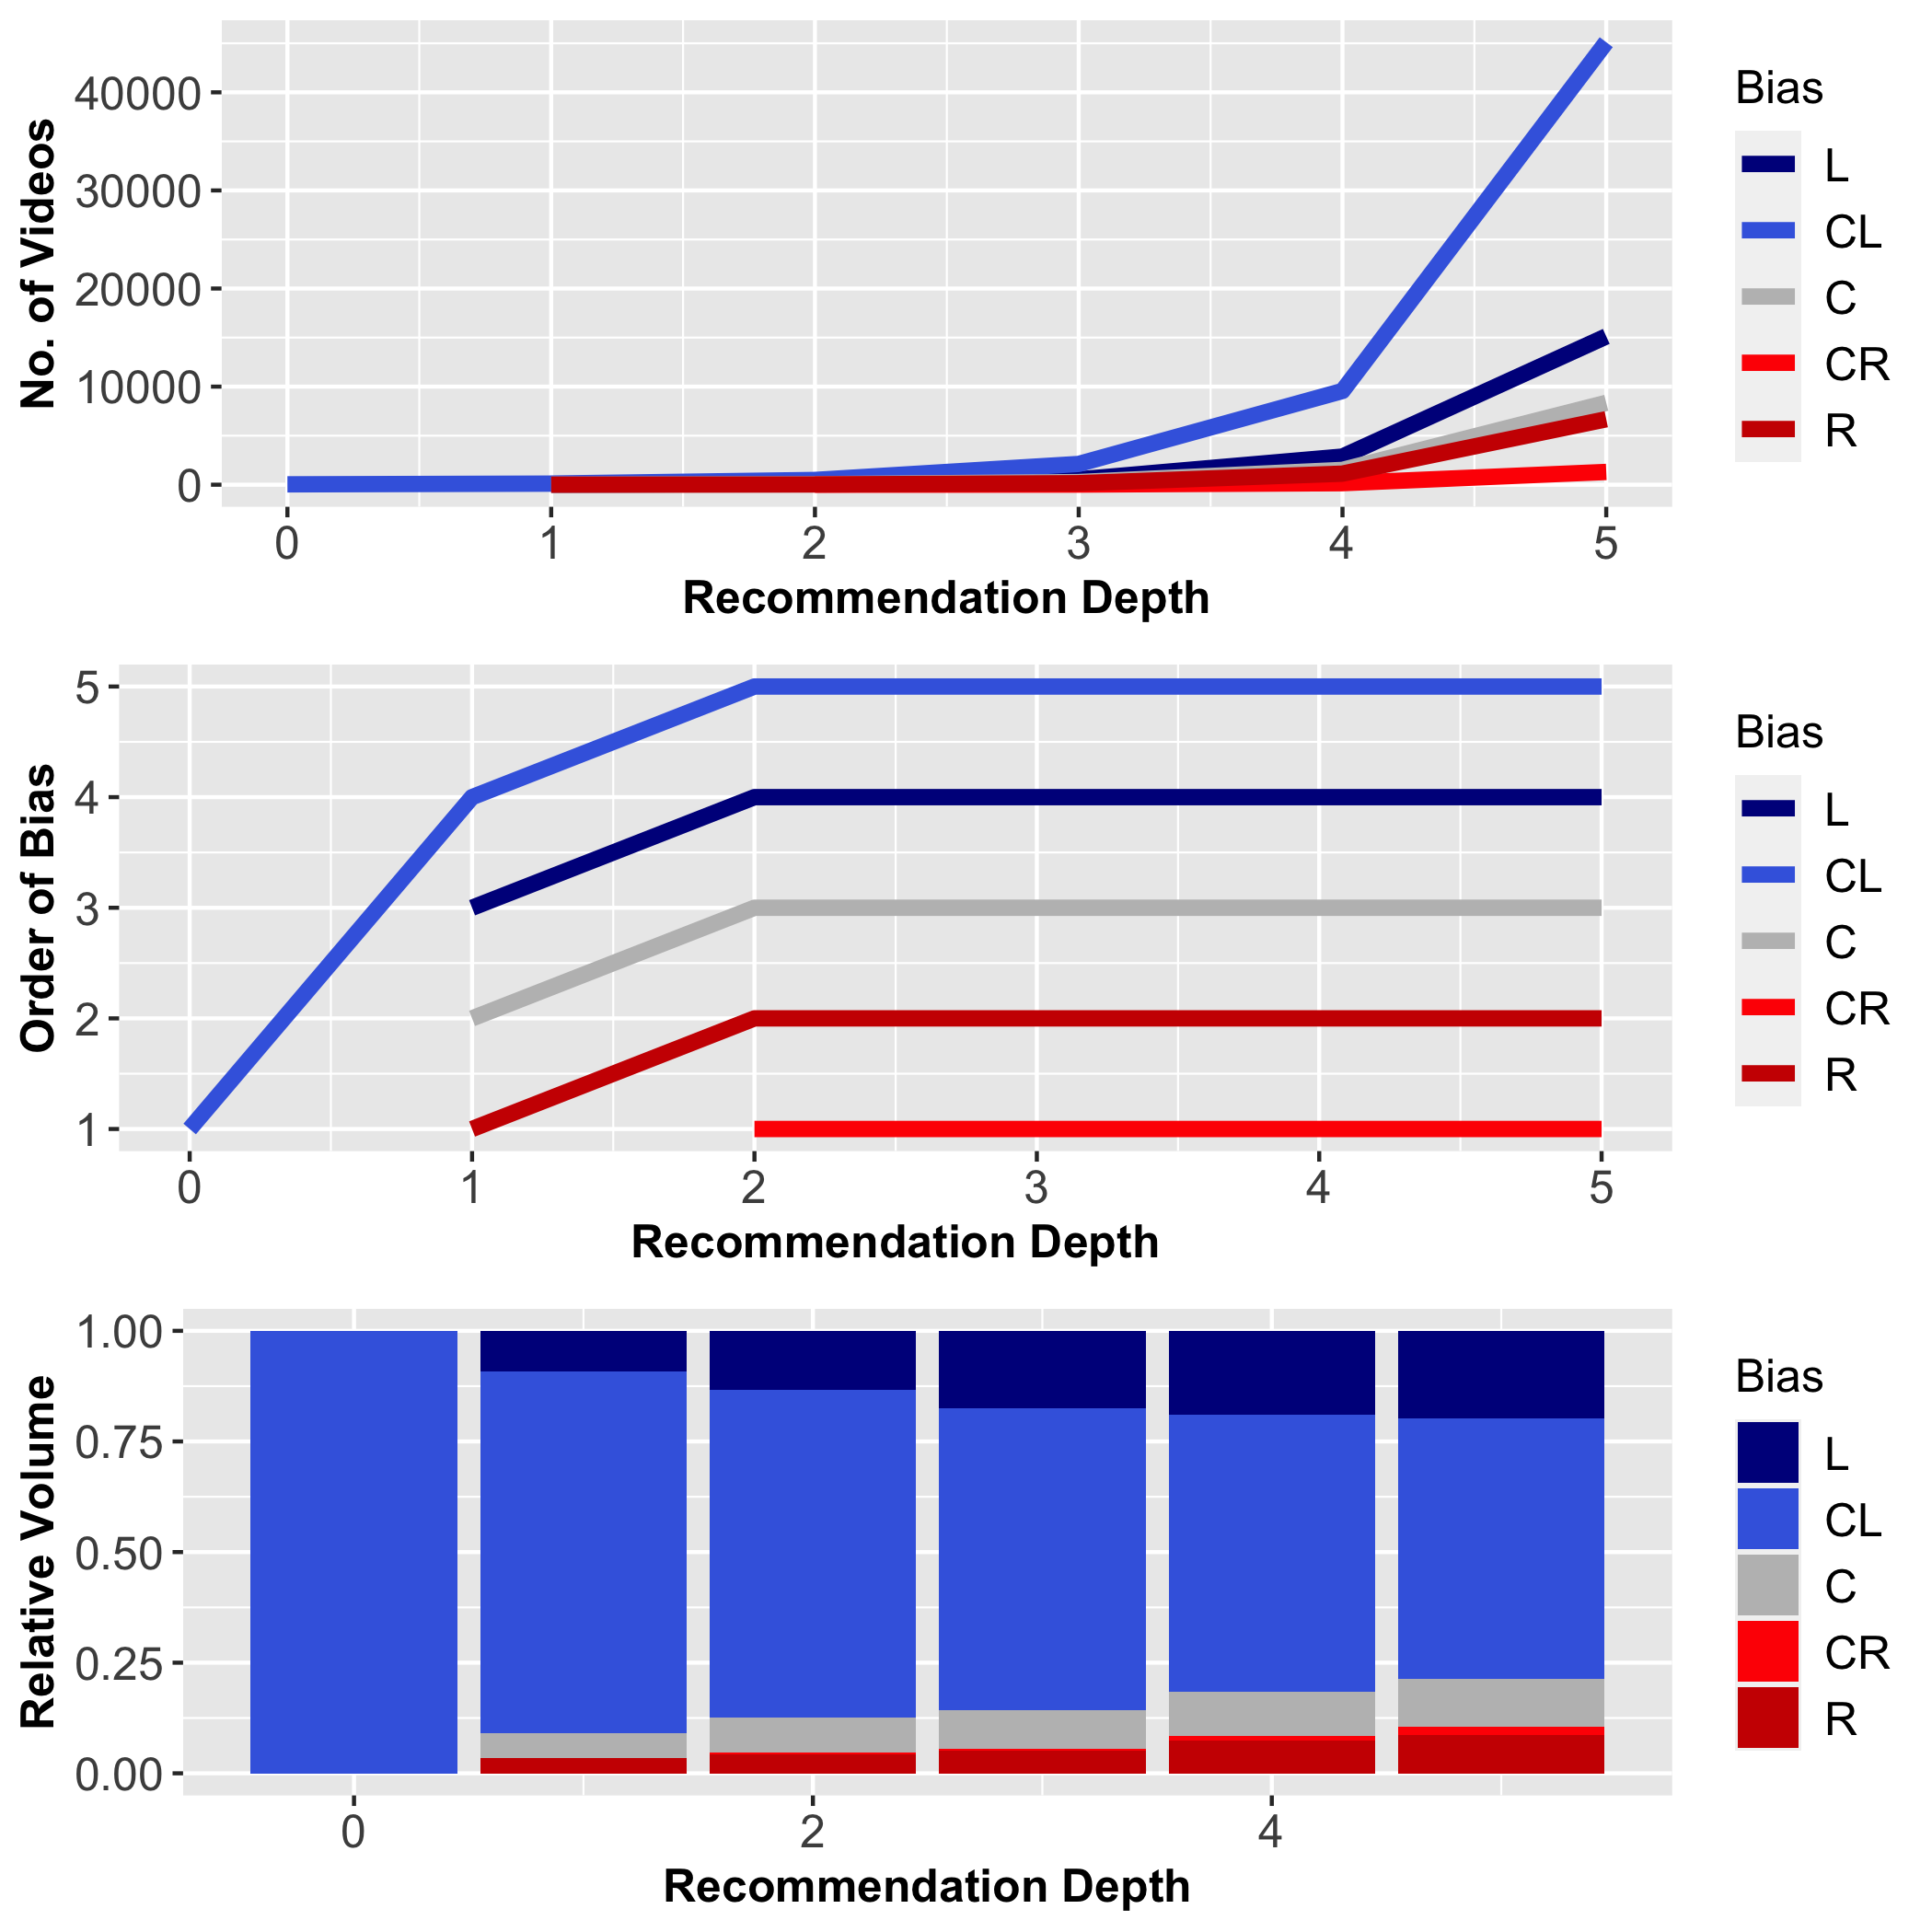 No. of Videos
40000
30000
20000
10000
0
0 1 2 3 4 5
Recommendation Depth
Bias
L
CL
C
CR
R
Order of Bias
5
4
3
2
1
0 1 2 3 4 5
Recommendation Depth
Bias
L
CL
C
CR
R
Relative Volume
1.00
0.75
0.50
0.25
0.00
0 2 4
Recommendation Depth
Bias
L
CL
C
CR
R